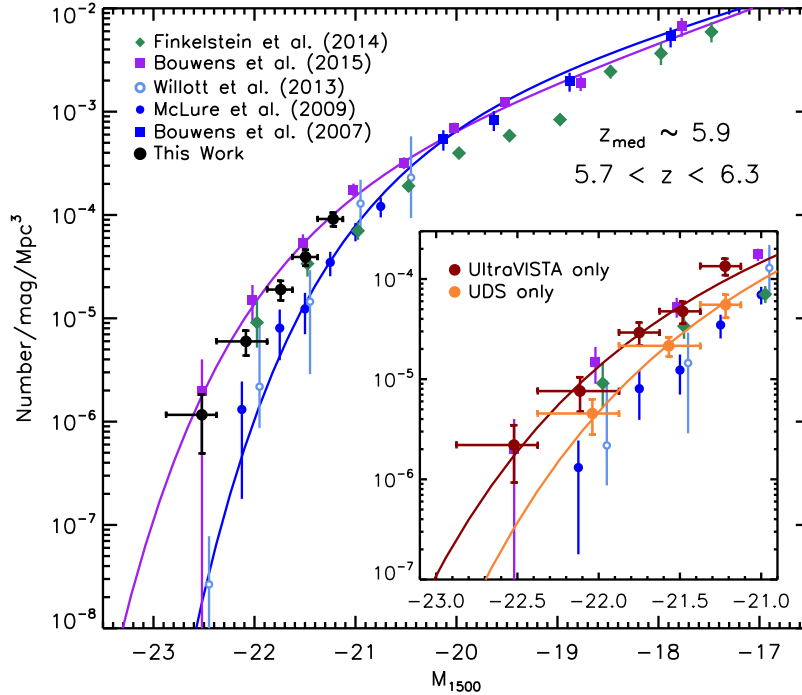 10^-2
10^-3
10^-4
10^-5
10^-6
10^-7
10^-8
Number/mag/Mpc^3
Finkelstein et al. (2014)
Bouwens et al. (2015)
Willott et al. (2013)
McLure et al. (2009)
Bouwens et al. (2007)
This Work
z_med ~ 5.9
5.7 < z < 6.3
UltraVISTA only
UDS only
10^-4
10^-5
10^-6
10^-7
-23.0 -22.5 -22.0 -21.5 -21.0
-23 -22 -21 -20 -19 -18 -17
M_1500